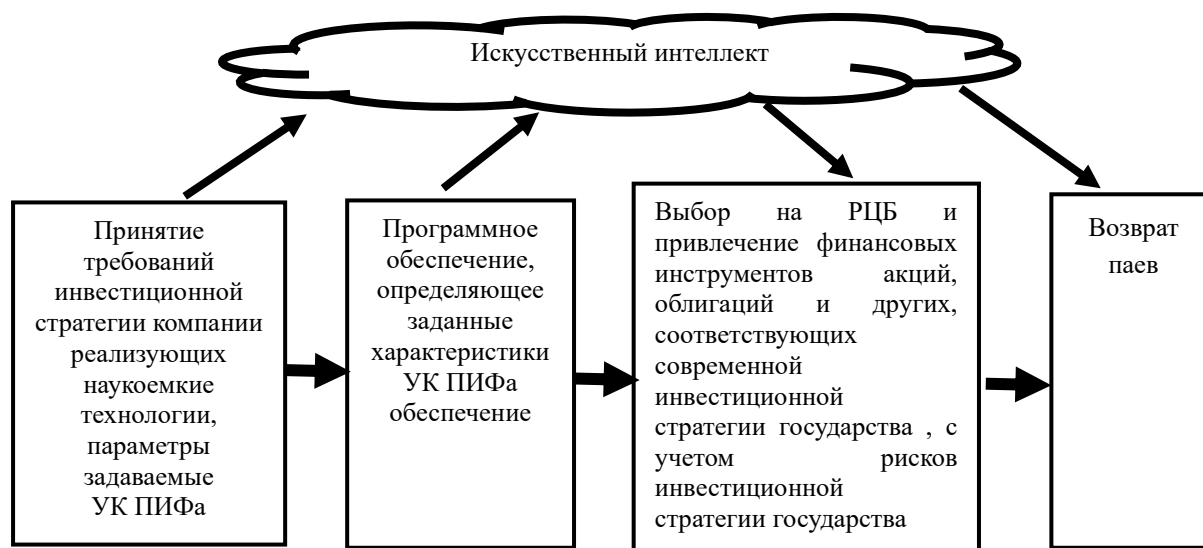 Искусственный интеллект
Принятие
требований
инвестиционной
стратегии компании
реализующих
наукоемкие
технологии,
параметры
задаваемые
УК ПИФа
Программное
обеспечение,
определяющее
заданные
характеристики
УК ПИФа
обеспечение
Выбор на РЦБ и
привлечение финансовых
инструментов акций,
облигаций и других,
соответствующих
современной
инвестиционной
стратегии государства , с
учетом рисков
инвестиционной
стратегии государства
Возврат
паев